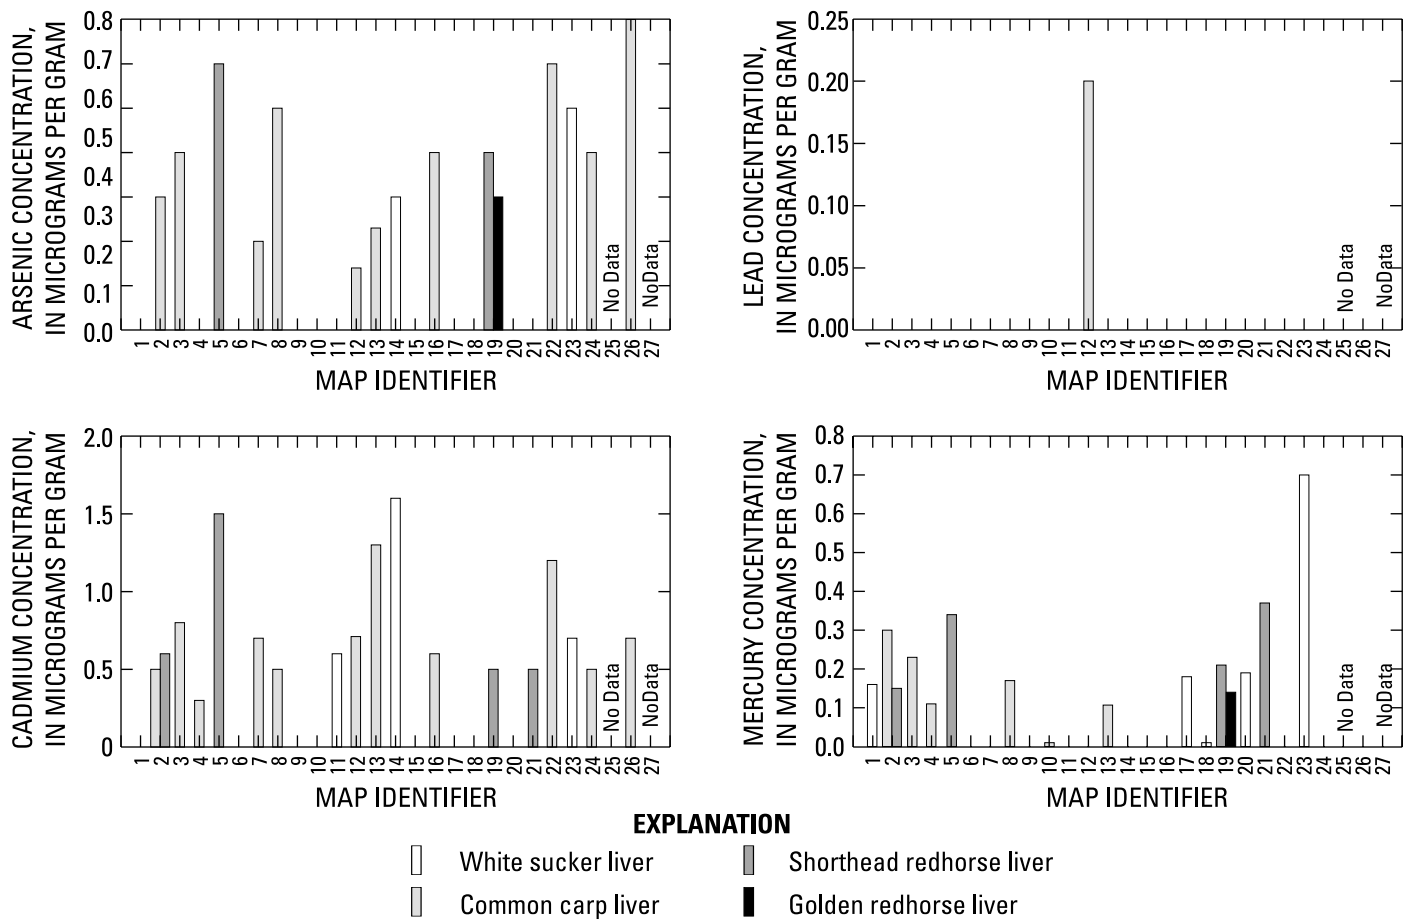 ARSENIC CONCENTRATION,
IN MICROGRAMS PER GRAM
0.8
0.7
0.6
0.5
0.4
0.3
0.2
0.1
0.0
No Data
NoData
1 2 3 4 5 6 7 8 9 10 11 12 13 14 16 17 18 19 20 21 22 23 24 25 26 27
MAP IDENTIFIER
LEAD CONCENTRATION,
IN MICROGRAMS PER GRAM
0.25
0.20
0.15
0.10
0.05
0.00
No Data
NoData
1 2 3 4 5 6 7 8 9 10 11 12 13 14 16 17 18 19 20 21 22 23 24 25 26 27
MAP IDENTIFIER
CADMIUM CONCENTRATION,
IN MICROGRAMS PER GRAM
2.0
1.5
1.0
0.5
0
No Data
NoData
1 2 3 4 5 6 7 8 9 10 11 12 13 14 16 17 18 19 20 21 22 23 24 25 26 27
MAP IDENTIFIER
MERCURY CONCENTRATION,
IN MICROGRAMS PER GRAM
0.8
0.7
0.6
0.5
0.4
0.3
0.2
0.1
0.0
No Data
NoData
1 2 3 4 5 6 7 8 9 10 11 12 13 14 16 17 18 19 20 21 22 23 24 25 26 27
MAP IDENTIFIER
EXPLANATION
White sucker liver
Shorthead redhorse liver
Common carp liver
Golden redhorse liver